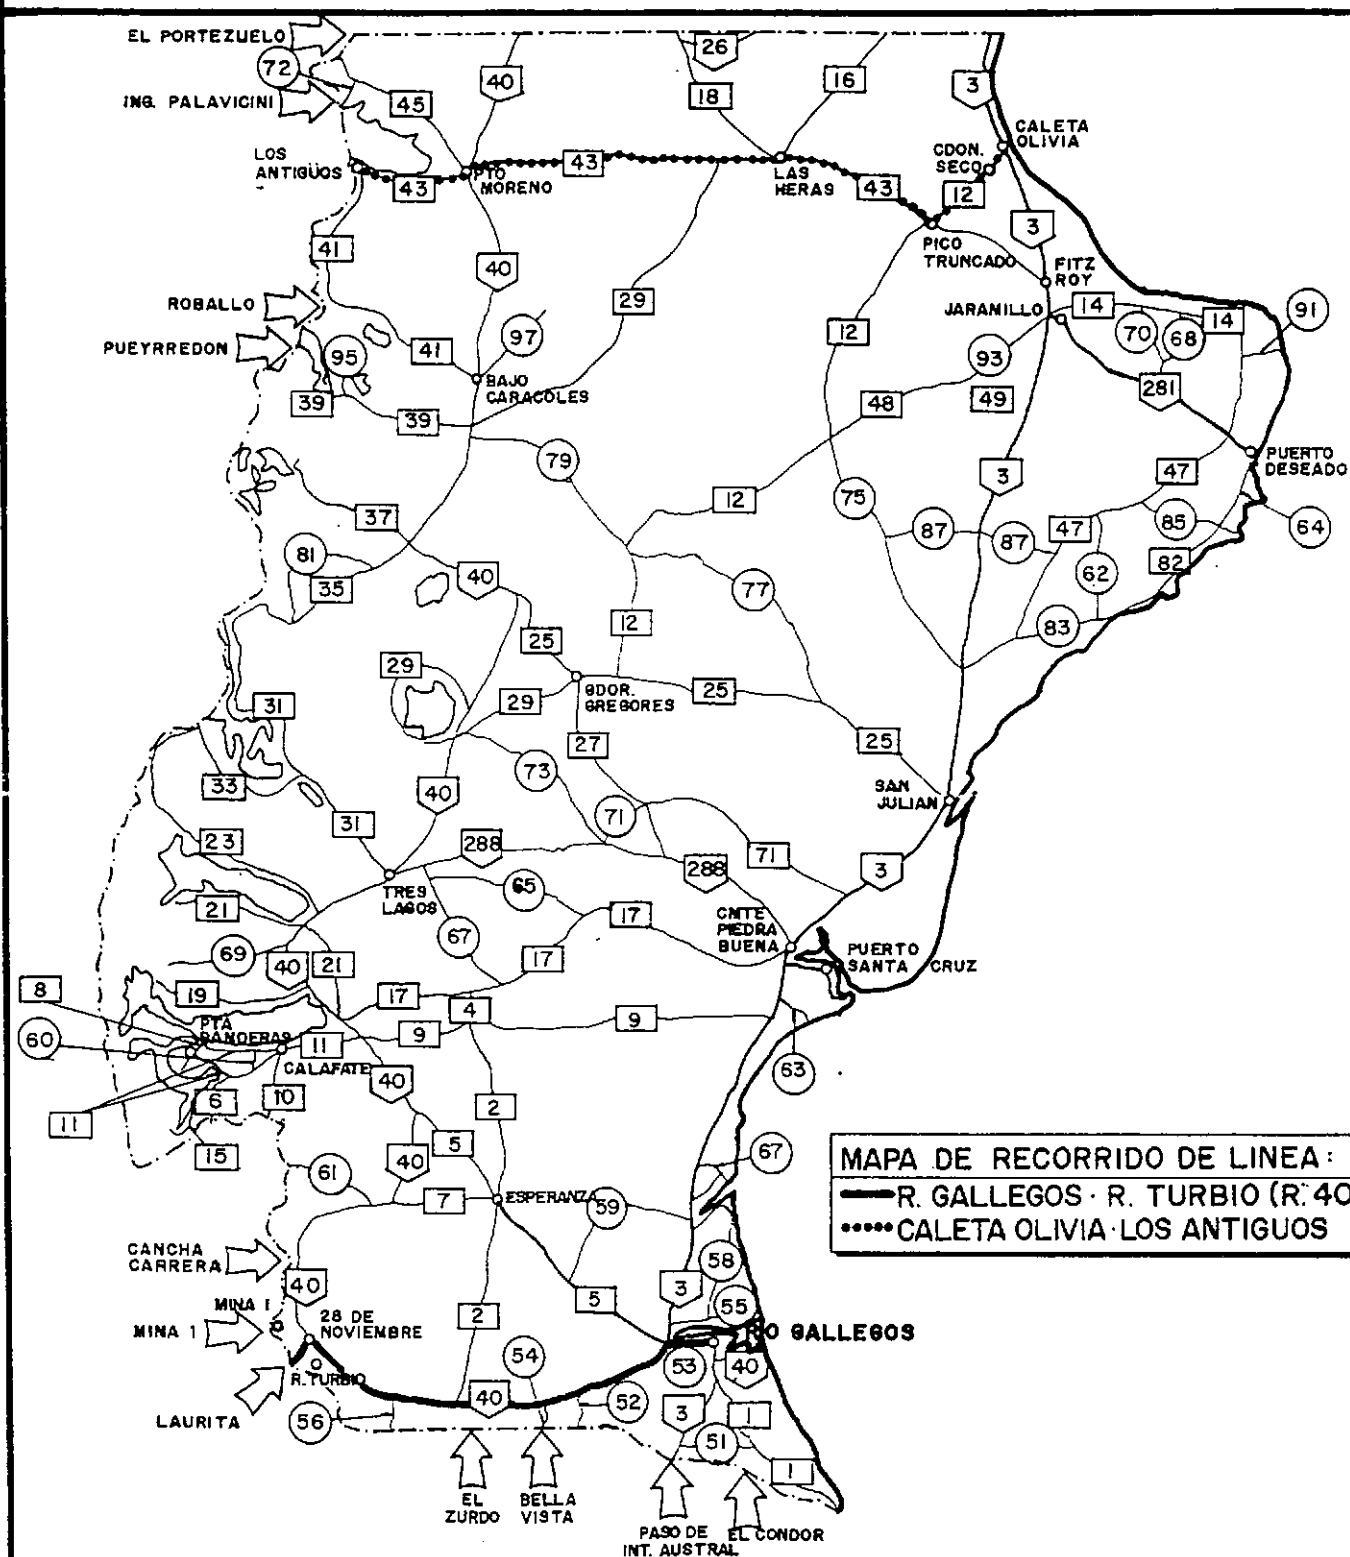 EL PORTEZUELO
72
ING. PALAVICINI
45
40
26
18
16
3
CALETA
OLIVIA
CDON.
SECO
LOS
ANTIGÜOS
43
PTO
MORENO
43
LAS
HERAS
43
12
PICO
TRUNCADO
3
FITZ
ROY
41
40
29
ROBALLO
JARANILLO
14
14
91
PUEYRREDON
95
41
97
12
93
70
68
BAJO
CARACOLES
281
39
39
48
49
79
3
47
PUERTO
DESEADO
12
75
37
87
87
47
85
64
81
35
40
77
62
82
12
83
25
29
29
GDOR.
GREGORES
25
31
27
25
33
73
40
SAN
JULIAN
31
71
23
288
71
288
3
TRES
LAGOS
65
21
67
17
CMTE
PIEDRA
BUENA
69
40
21
17
PUERTO
SANTA CRUZ
8
19
17
4
9
60
PTA
BANDERAS
11
9
CALAFATE
40
63
11
6
10
2
15
5
40
67
61
7
ESPERANZA
59
MAPA DE RECORRIDO DE LINEA:
R. GALLEGOS · R. TURBIO (R. 40
CALETA OLIVIA · LOS ANTIGUOS
CANCHA
CARRERA
40
58
3
MINA 1
MINA 1
28 DE
NOVIEMBRE
2
5
55
RIO GALLEGOS
R. TURBIO
54
53
40
LAURITA
56
40
52
3
1
51
1
EL
ZURDO
BELLA
VISTA
PASO DE
INT. AUSTRAL
EL CONDOR